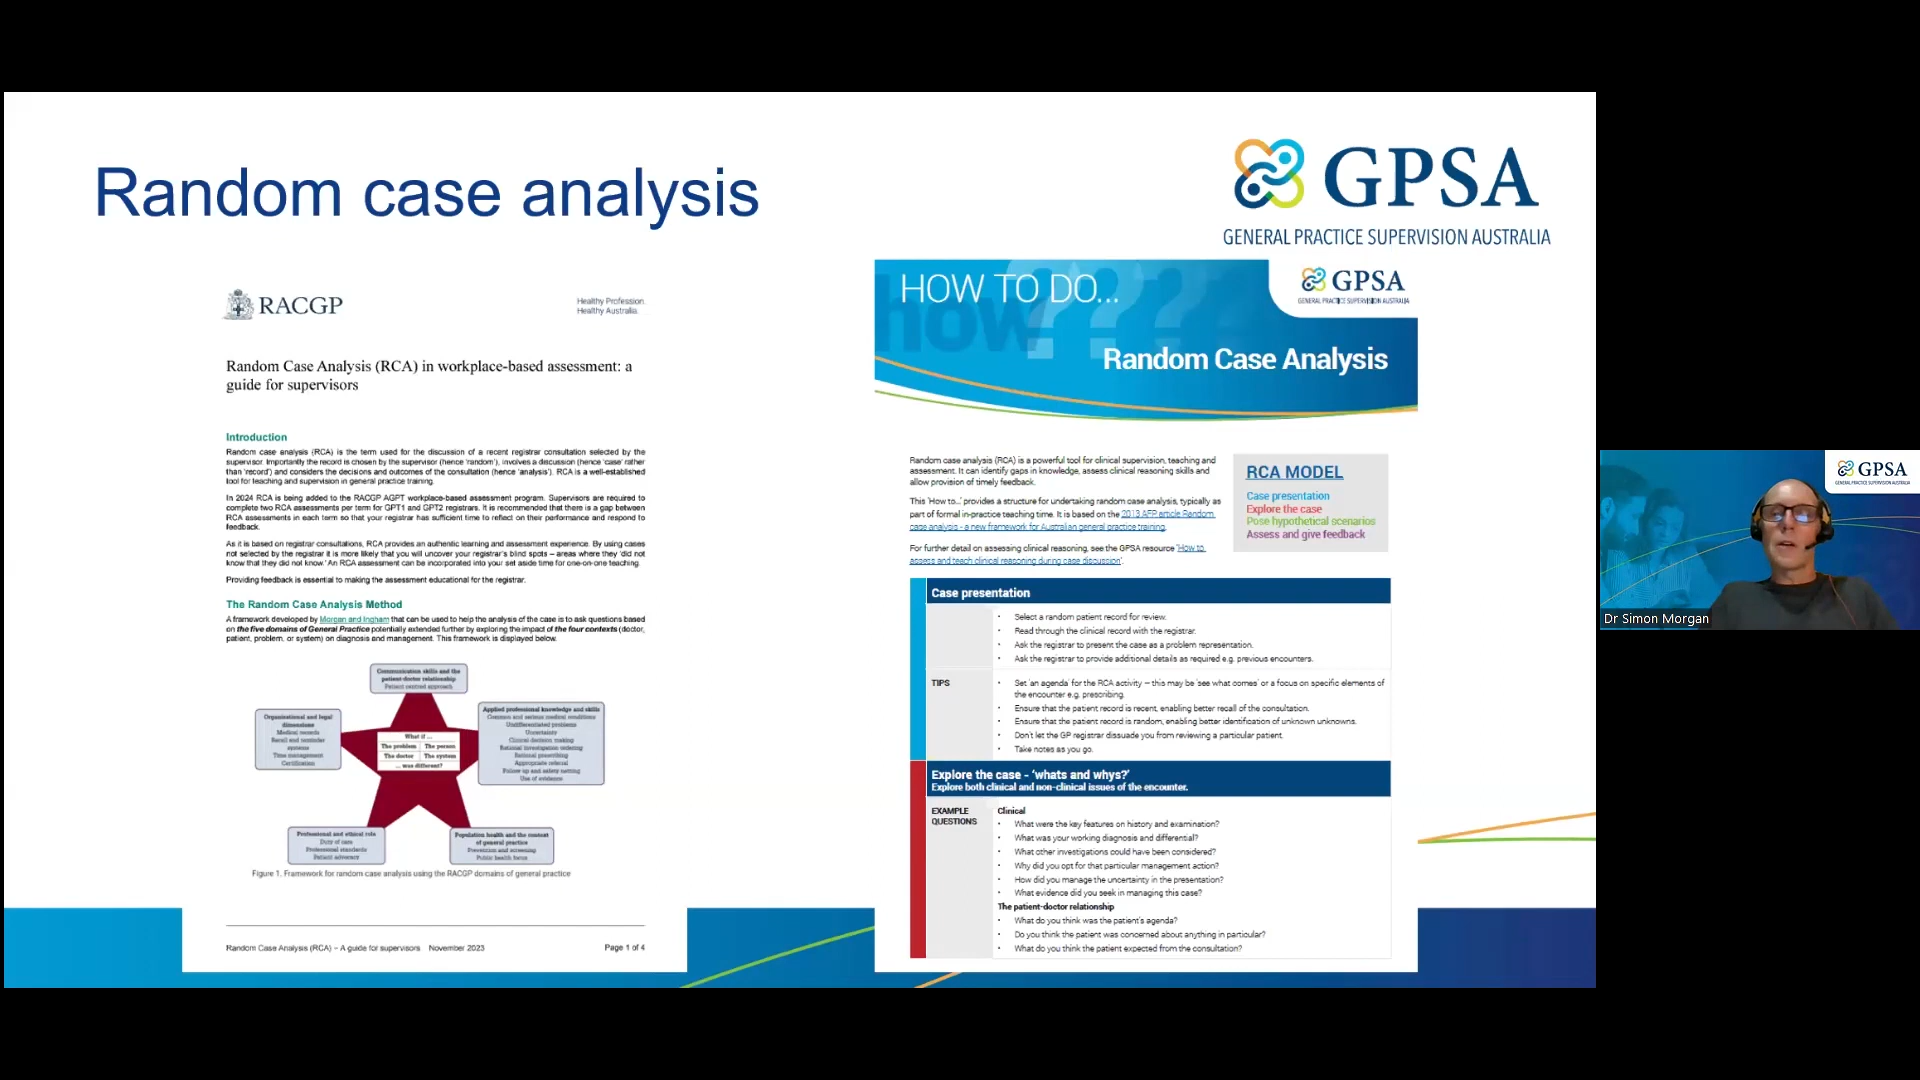 Random case analysis
GPSA
GENERAL PRACTICE SUPERVISION AUSTRALIA
RACGP
Healthy Profession.
Healthy Australia.
Random Case Analysis (RCA) in workplace-based assessment: a
guide for supervisors
Introduction
Random case analysis (RCA) is the term used for the discussion of a recent registrar consultation selected by the
supervisor. Importantly the record is chosen by the supervisor (hence 'random'), involves a discussion (hence 'case' rather
than 'record') and considers the decisions and outcomes of the consultation (hence 'analysis'). RCA is a well-established
tool for teaching and supervision in general practice training.
In 2024 RCA is being added to the RACGP AGPT workplace-based assessment program. Supervisors are required to
complete two RCA assessments per term for GPT1 and GPT2 registrars. It is recommended that there is a gap between
RCA assessments in each term so that your registrar has sufficient time to reflect on their performance and respond to
feedback.
As it is based on registrar consultations, RCA provides an authentic learning and assessment experience. By using cases
not selected by the registrar it is more likely that you will uncover your registrar's blind spots – areas where they 'did not
know that they did not know.' An RCA assessment can be incorporated into your set aside time for one-on-one teaching.
Providing feedback is essential to making the assessment educational for the registrar.
The Random Case Analysis Method
A framework developed by Morgan and Ingham that can be used to help the analysis of the case is to ask questions based
on the five domains of General Practice potentially extended further by exploring the impact of the four contexts (doctor,
patient, problem, or system) on diagnosis and management. This framework is displayed below.
Communication skills and the
patient-doctor relationship
Patient centred approach
Organisational and legal
dimensions
Medical records
Recall and reminder
systems
Time management
Certification
What if ...
The problem The person
The doctor The system
... was different?
Applied professional knowledge and skills
Common and serious medical conditions
Undifferentiated problems
Uncertainty
Clinical decision making
Rational investigation ordering
Rational prescribing
Appropriate referral
Follow up and safety netting
Use of evidence
Professional and ethical role
Duty of care
Professional standards
Patient advocacy
Population health and the context
of general practice
Prevention and screening
Public health focus
Figure 1. Framework for random case analysis using the RACGP domains of general practice
Random Case Analysis (RCA) – A guide for supervisors November 2023 Page 1 of 4
HOW TO DO...
how???
GPSA
GENERAL PRACTICE SUPERVISION AUSTRALIA
Random Case Analysis
Random case analysis (RCA) is a powerful tool for clinical supervision, teaching and
assessment. It can identify gaps in knowledge, assess clinical reasoning skills and
allow provision of timely feedback.
This 'How to...' provides a structure for undertaking random case analysis, typically as
part of formal in-practice teaching time. It is based on the 2013 AFP article Random
case analysis - a new framework for Australian general practice training.
For further detail on assessing clinical reasoning, see the GPSA resource 'How to
assess and teach clinical reasoning during case discussion'.
RCA MODEL
Case presentation
Explore the case
Pose hypothetical scenarios
Assess and give feedback
Case presentation
• Select a random patient record for review.
• Read through the clinical record with the registrar.
• Ask the registrar to present the case as a problem representation.
• Ask the registrar to provide additional details as required e.g. previous encounters.
TIPS
• Set 'an agenda' for the RCA activity – this may be 'see what comes' or a focus on specific elements of
the encounter e.g. prescribing.
• Ensure that the patient record is recent, enabling better recall of the consultation.
• Ensure that the patient record is random, enabling better identification of unknown unknowns.
• Don't let the GP registrar dissuade you from reviewing a particular patient.
• Take notes as you go.
Explore the case - 'whats and whys?'
Explore both clinical and non-clinical issues of the encounter.
EXAMPLE
QUESTIONS
Clinical
• What were the key features on history and examination?
• What was your working diagnosis and differential?
• What other investigations could have been considered?
• Why did you opt for that particular management action?
• How did you manage the uncertainty in the presentation?
• What evidence did you seek in managing this case?
The patient-doctor relationship
• What do you think was the patient's agenda?
• Do you think the patient was concerned about anything in particular?
• What do you think the patient expected from the consultation?
GPSA
GENERAL PRACTICE SUPERVISION AUSTRALIA
Dr Simon Morgan